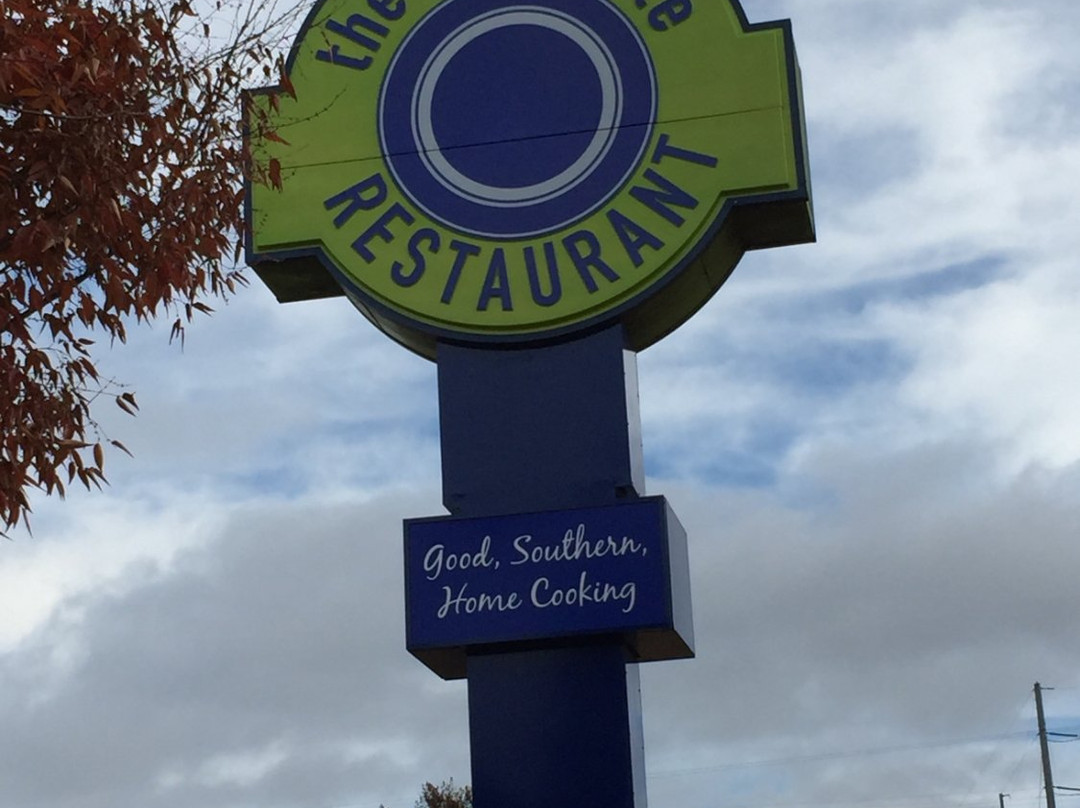 the
RESTAURANT
Good, Southern,
Home Cooking